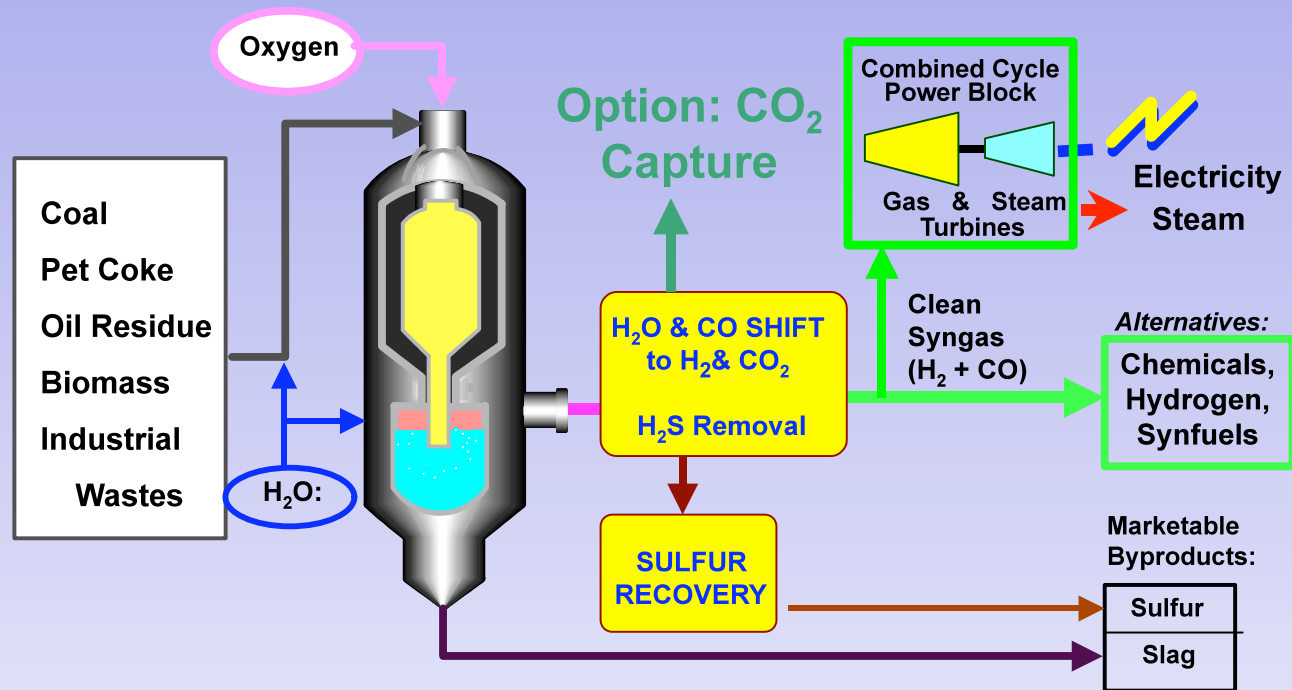 Oxygen
Coal
Pet Coke
Oil Residue
Biomass
Industrial
Wastes
H₂O:
Option: CO₂
Capture
H₂O & CO SHIFT
to H₂& CO₂
H₂S Removal
SULFUR
RECOVERY
Combined Cycle
Power Block
Gas & Steam
Turbines
Electricity
Steam
Clean
Syngas
(H₂ + CO)
Alternatives:
Chemicals,
Hydrogen,
Synfuels
Marketable
Byproducts:
Sulfur
Slag